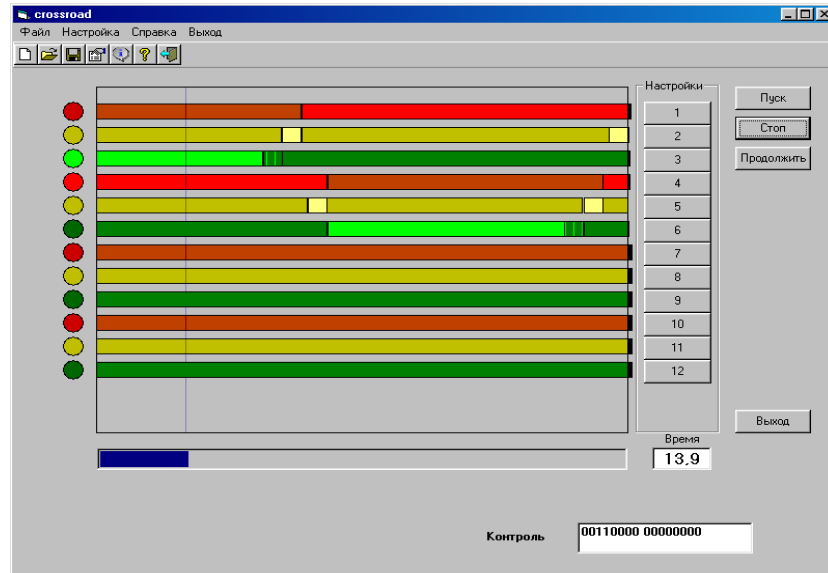 crossroad
Файл Настройка Справка Выход
Настройки
1
2
3
4
5
6
7
8
9
10
11
12
Пуск
Стоп
Продолжить
Выход
Время
13,9
Контроль 00110000 00000000